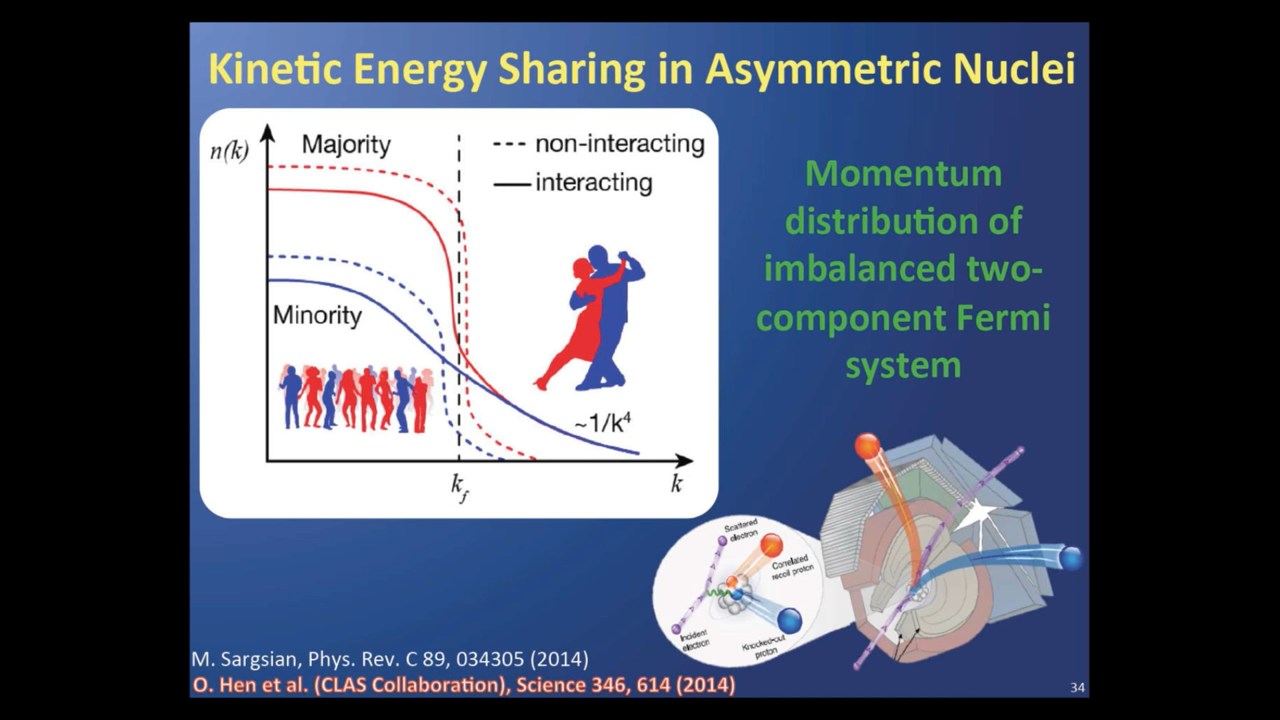 Kinetic Energy Sharing in Asymmetric Nuclei
n(k)
Majority
non-interacting
interacting
Minority
~1/k⁴
k_f
k
Momentum
distribution of
imbalanced two-
component Fermi
system
Scattered
electron
Correlated
recoil proton
Incident
electron
Knocked-out
proton
M. Sargsian, Phys. Rev. C 89, 034305 (2014)
O. Hen et al. (CLAS Collaboration), Science 346, 614 (2014)
34